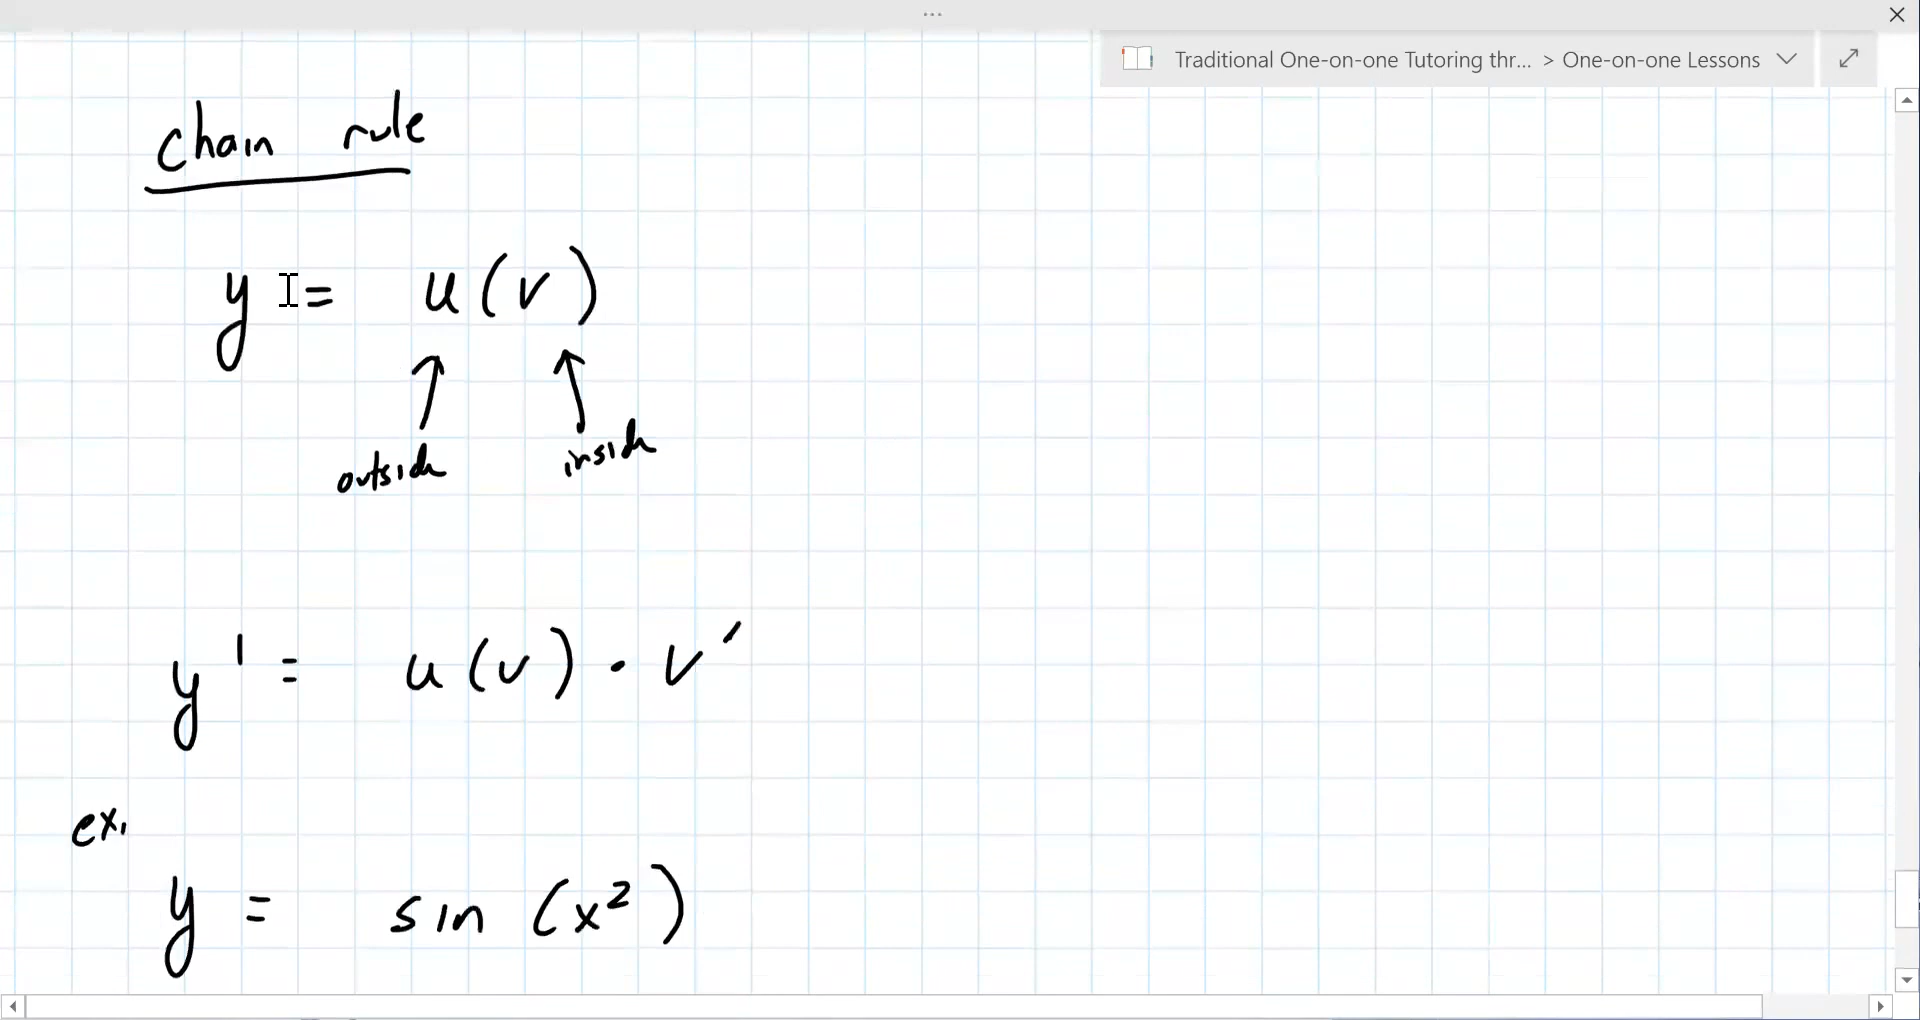 ...
Traditional One-on-one Tutoring thr... > One-on-one Lessons
chain rule
y = u(v)
outside inside
y' = u(v) · v'
ex.
y = sin (x²)